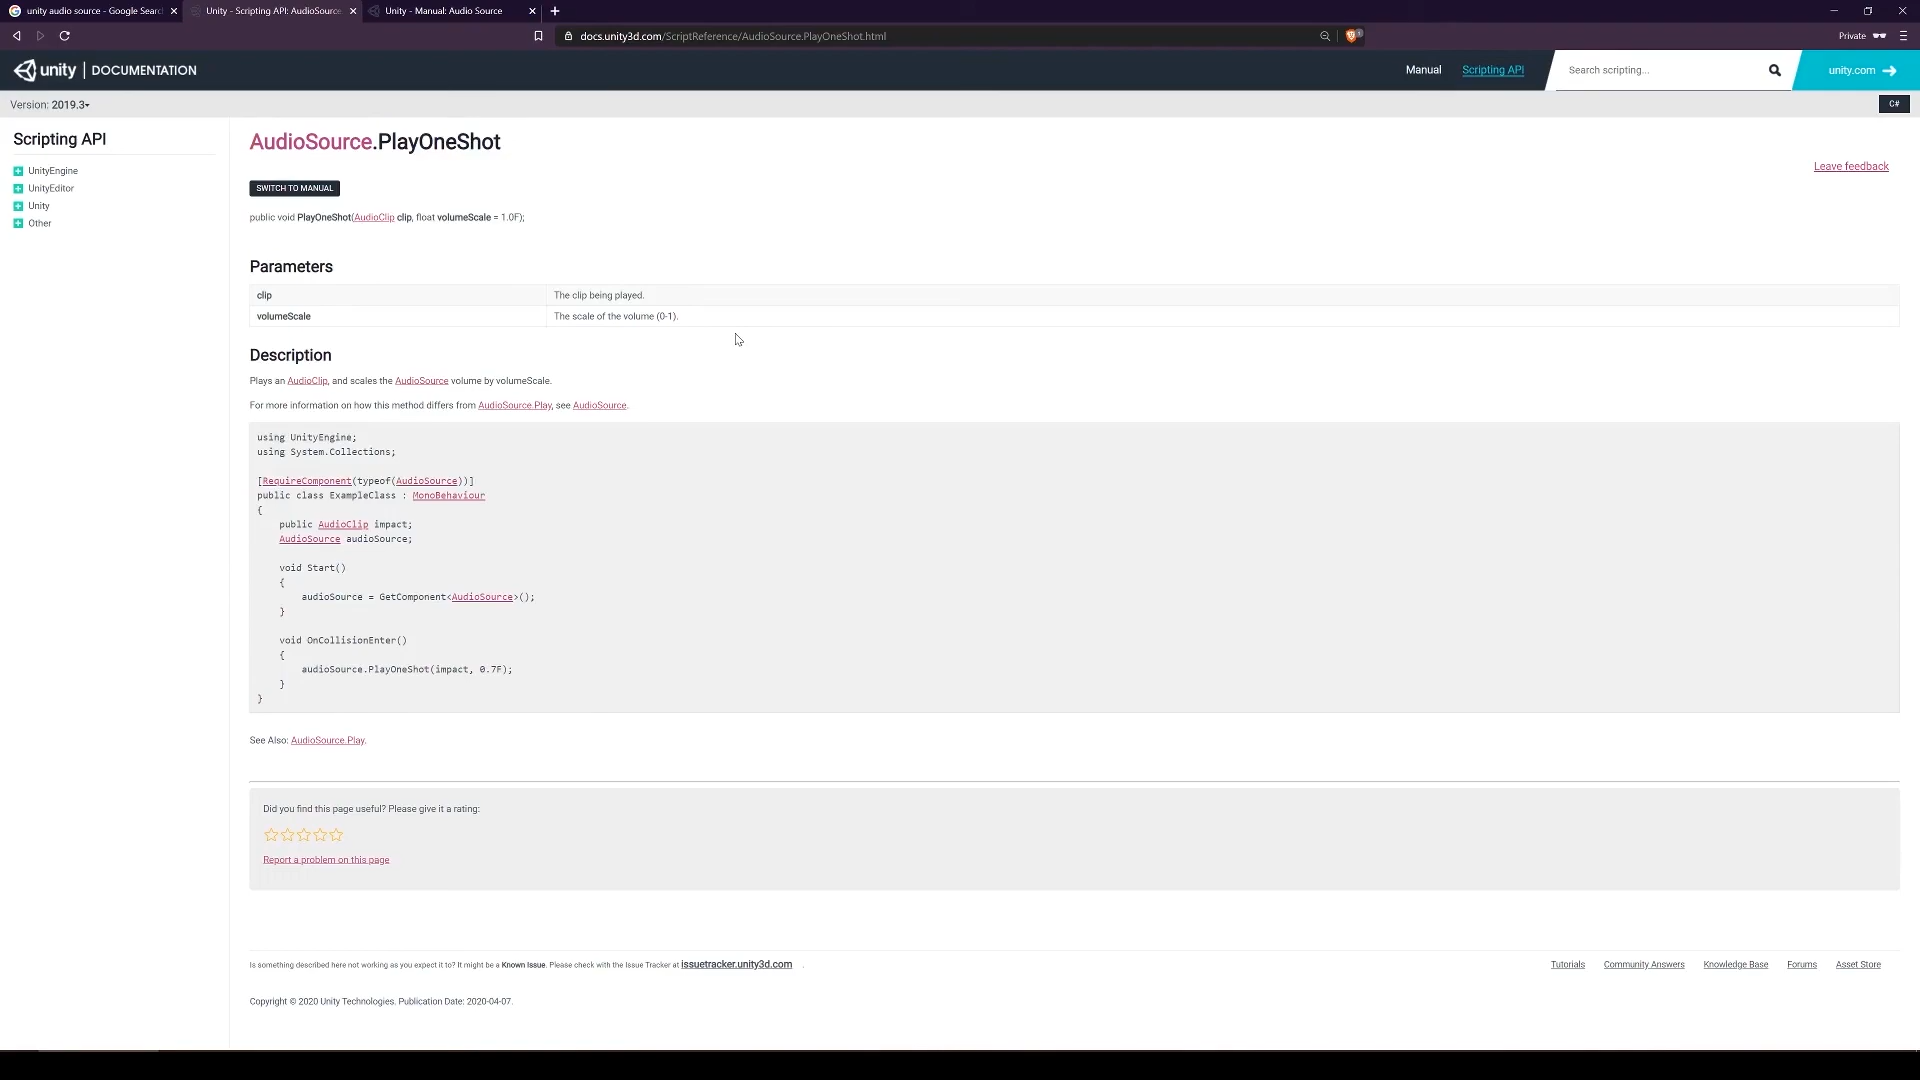 unity audio source - Google Searc
Unity - Scripting API: AudioSource
Unity - Manual: Audio Source
docs.unity3d.com/ScriptReference/AudioSource.PlayOneShot.html
1
Private
unity | DOCUMENTATION
Manual
Scripting API
Search scripting...
unity.com
Version: 2019.3
C#
Scripting API
UnityEngine
UnityEditor
Unity
Other
AudioSource.PlayOneShot
Leave feedback
SWITCH TO MANUAL
public void PlayOneShot(AudioClip clip, float volumeScale = 1.0F);
Parameters
clip The clip being played.
volumeScale The scale of the volume (0-1).
Description
Plays an AudioClip, and scales the AudioSource volume by volumeScale.
For more information on how this method differs from AudioSource.Play, see AudioSource.
using UnityEngine;
using System.Collections;
[RequireComponent(typeof(AudioSource))]
public class ExampleClass : MonoBehaviour
{
public AudioClip impact;
AudioSource audioSource;
void Start()
{
audioSource = GetComponent<AudioSource>();
}
void OnCollisionEnter()
{
audioSource.PlayOneShot(impact, 0.7F);
}
}
See Also: AudioSource.Play.
Did you find this page useful? Please give it a rating:
Report a problem on this page
Is something described here not working as you expect it to? It might be a Known Issue. Please check with the Issue Tracker at issuetracker.unity3d.com .
Tutorials Community Answers Knowledge Base Forums Asset Store
Copyright © 2020 Unity Technologies. Publication Date: 2020-04-07.